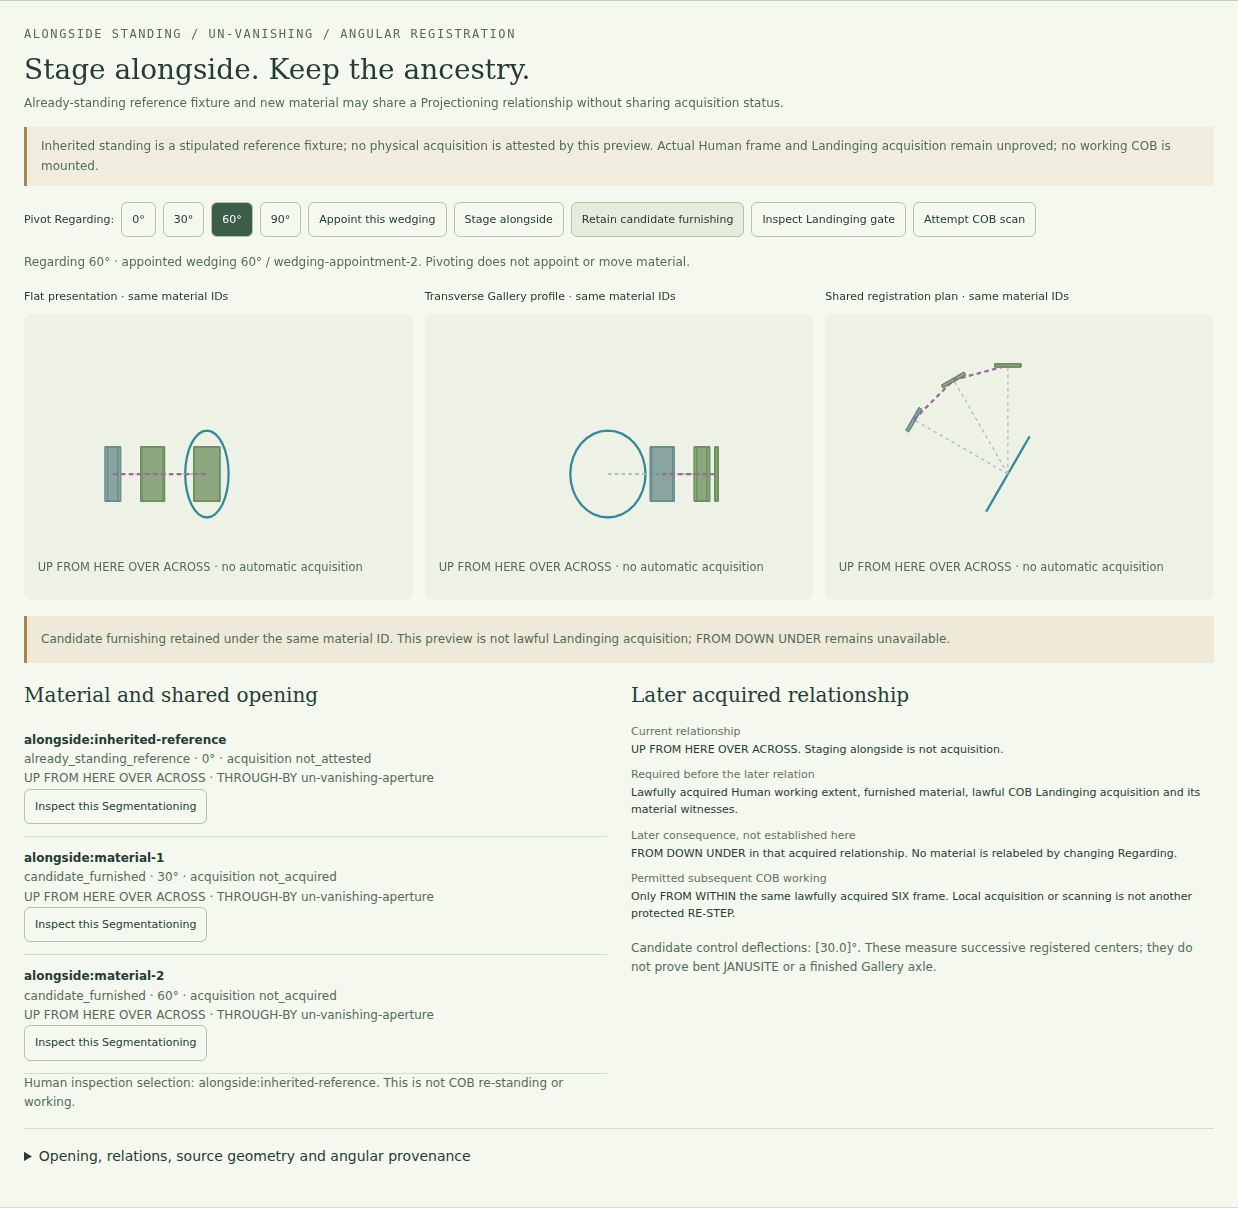 ALONGSIDE STANDING / UN-VANISHING / ANGULAR REGISTRATION
Stage alongside. Keep the ancestry.
Already-standing reference fixture and new material may share a Projectioning relationship without sharing acquisition status.
Inherited standing is a stipulated reference fixture; no physical acquisition is attested by this preview. Actual Human frame and Landinging acquisition remain unproved; no working COB is
mounted.
Pivot Regarding: 0° 30° 60° 90° Appoint this wedging Stage alongside Retain candidate furnishing Inspect Landinging gate Attempt COB scan
Regarding 60° · appointed wedging 60° / wedging-appointment-2. Pivoting does not appoint or move material.
Flat presentation · same material IDs
Transverse Gallery profile · same material IDs
Shared registration plan · same material IDs
UP FROM HERE OVER ACROSS · no automatic acquisition
UP FROM HERE OVER ACROSS · no automatic acquisition
UP FROM HERE OVER ACROSS · no automatic acquisition
Candidate furnishing retained under the same material ID. This preview is not lawful Landinging acquisition; FROM DOWN UNDER remains unavailable.
Material and shared opening
alongside:inherited-reference
already_standing_reference · 0° · acquisition not_attested
UP FROM HERE OVER ACROSS · THROUGH-BY un-vanishing-aperture
Inspect this Segmentationing
alongside:material-1
candidate_furnished · 30° · acquisition not_acquired
UP FROM HERE OVER ACROSS · THROUGH-BY un-vanishing-aperture
Inspect this Segmentationing
alongside:material-2
candidate_furnished · 60° · acquisition not_acquired
UP FROM HERE OVER ACROSS · THROUGH-BY un-vanishing-aperture
Inspect this Segmentationing
Human inspection selection: alongside:inherited-reference. This is not COB re-standing or
working.
Later acquired relationship
Current relationship
UP FROM HERE OVER ACROSS. Staging alongside is not acquisition.
Required before the later relation
Lawfully acquired Human working extent, furnished material, lawful COB Landinging acquisition and its
material witnesses.
Later consequence, not established here
FROM DOWN UNDER in that acquired relationship. No material is relabeled by changing Regarding.
Permitted subsequent COB working
Only FROM WITHIN the same lawfully acquired SIX frame. Local acquisition or scanning is not another
protected RE-STEP.
Candidate control deflections: [30.0]°. These measure successive registered centers; they do
not prove bent JANUSITE or a finished Gallery axle.
Opening, relations, source geometry and angular provenance